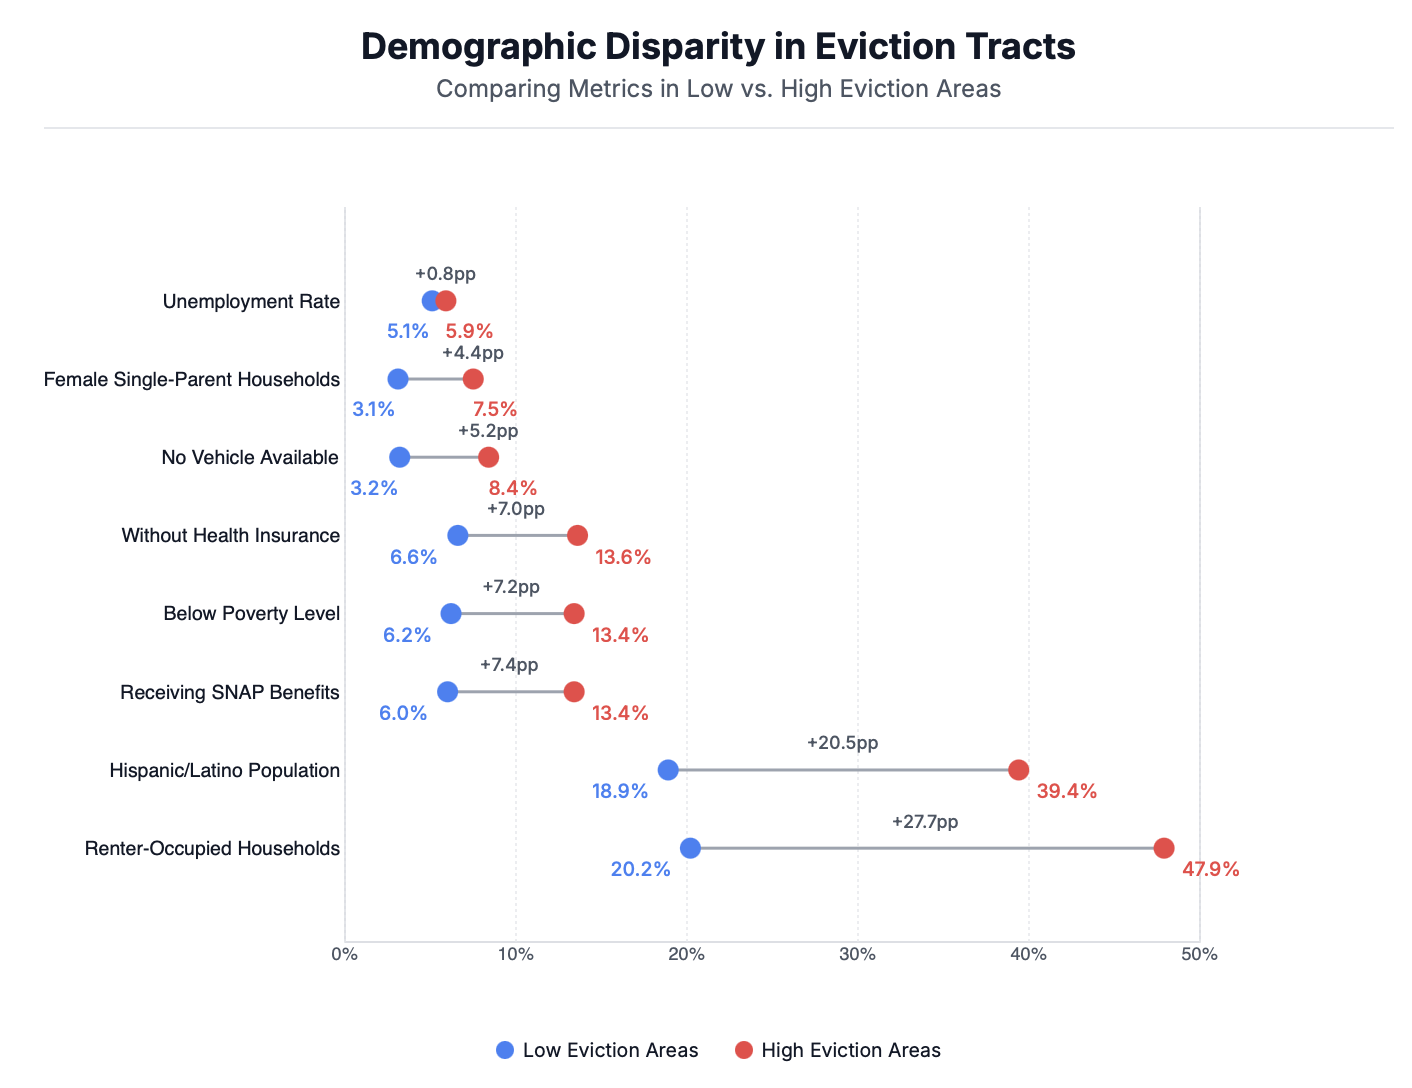 Demographic Disparity in Eviction Tracts
Comparing Metrics in Low vs. High Eviction Areas
+0.8pp
Unemployment Rate
5.1% 5.9%
+4.4pp
Female Single-Parent Households
3.1% 7.5%
+5.2pp
No Vehicle Available
3.2% 8.4%
+7.0pp
Without Health Insurance
6.6% 13.6%
+7.2pp
Below Poverty Level
6.2% 13.4%
+7.4pp
Receiving SNAP Benefits
6.0% 13.4%
+20.5pp
Hispanic/Latino Population
18.9% 39.4%
+27.7pp
Renter-Occupied Households
20.2% 47.9%
0% 10% 20% 30% 40% 50%
Low Eviction Areas High Eviction Areas